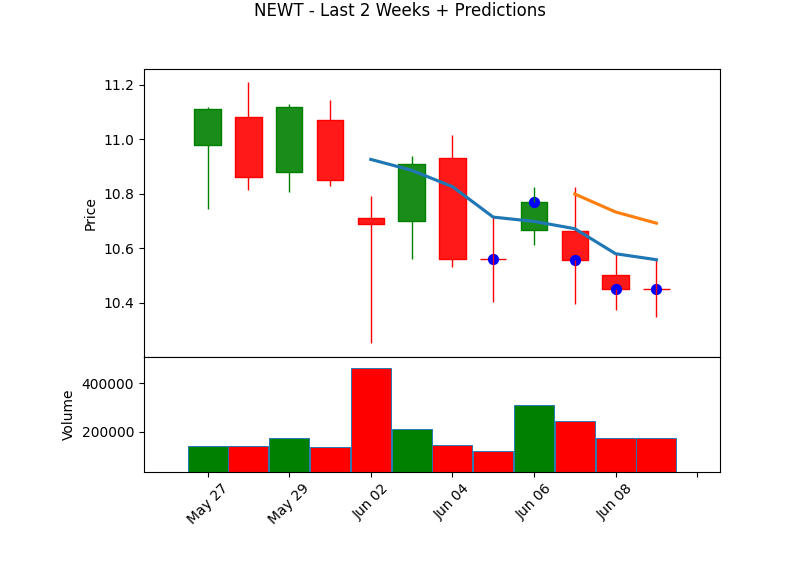 NEWT - Last 2 Weeks + Predictions
11.2
11.0
10.8
10.6
10.4
Price
400000
200000
Volume
May 27
May 29
Jun 02
Jun 04
Jun 06
Jun 08